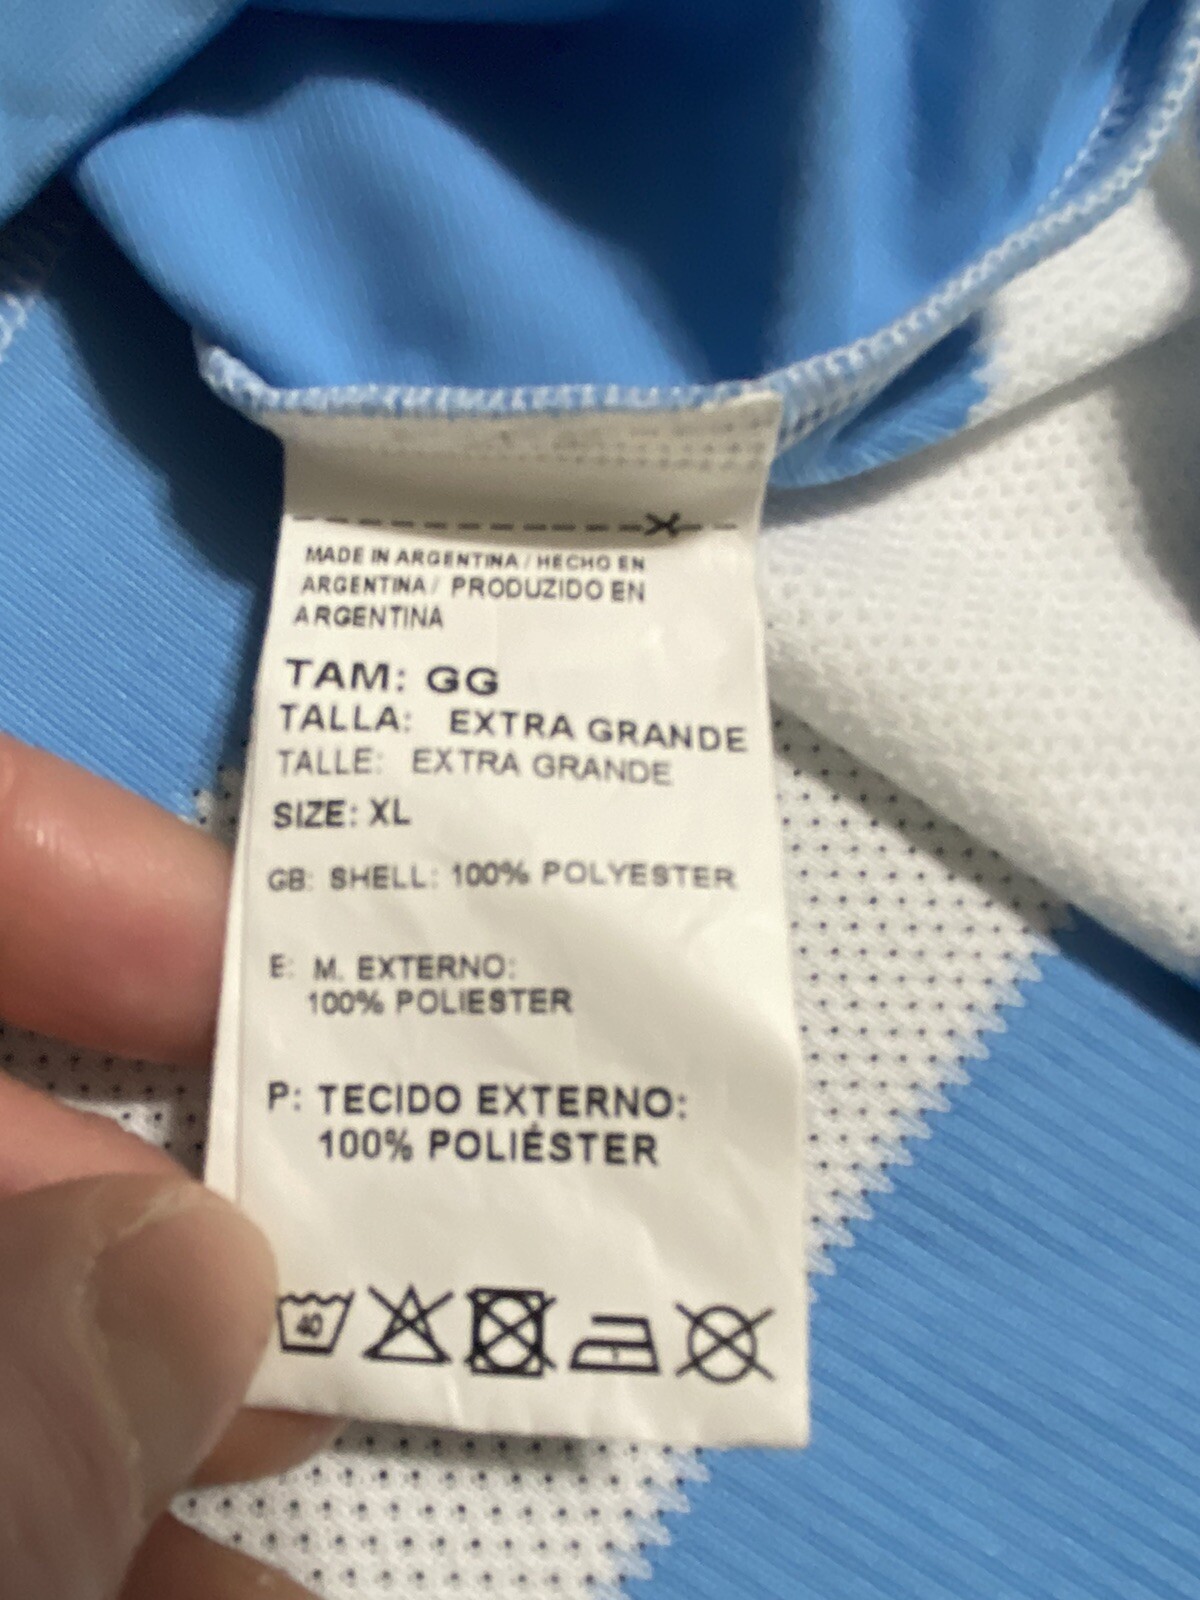 MADE IN ARGENTINA / HECHO EN
ARGENTINA / PRODUZIDO EN
ARGENTINA
TAM: GG
TALLA: EXTRA GRANDE
TALLE: EXTRA GRANDE
SIZE: XL
GB: SHELL: 100% POLYESTER
E: M. EXTERNO:
100% POLIESTER
P: TECIDO EXTERNO:
100% POLIÉSTER
40